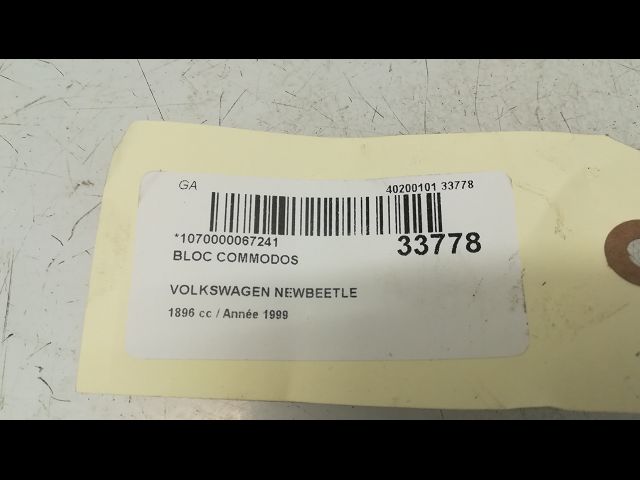 GA
40200101 33778
*1070000067241
33778
BLOC COMMODOS
VOLKSWAGEN NEWBEETLE
1896 cc / Année 1999